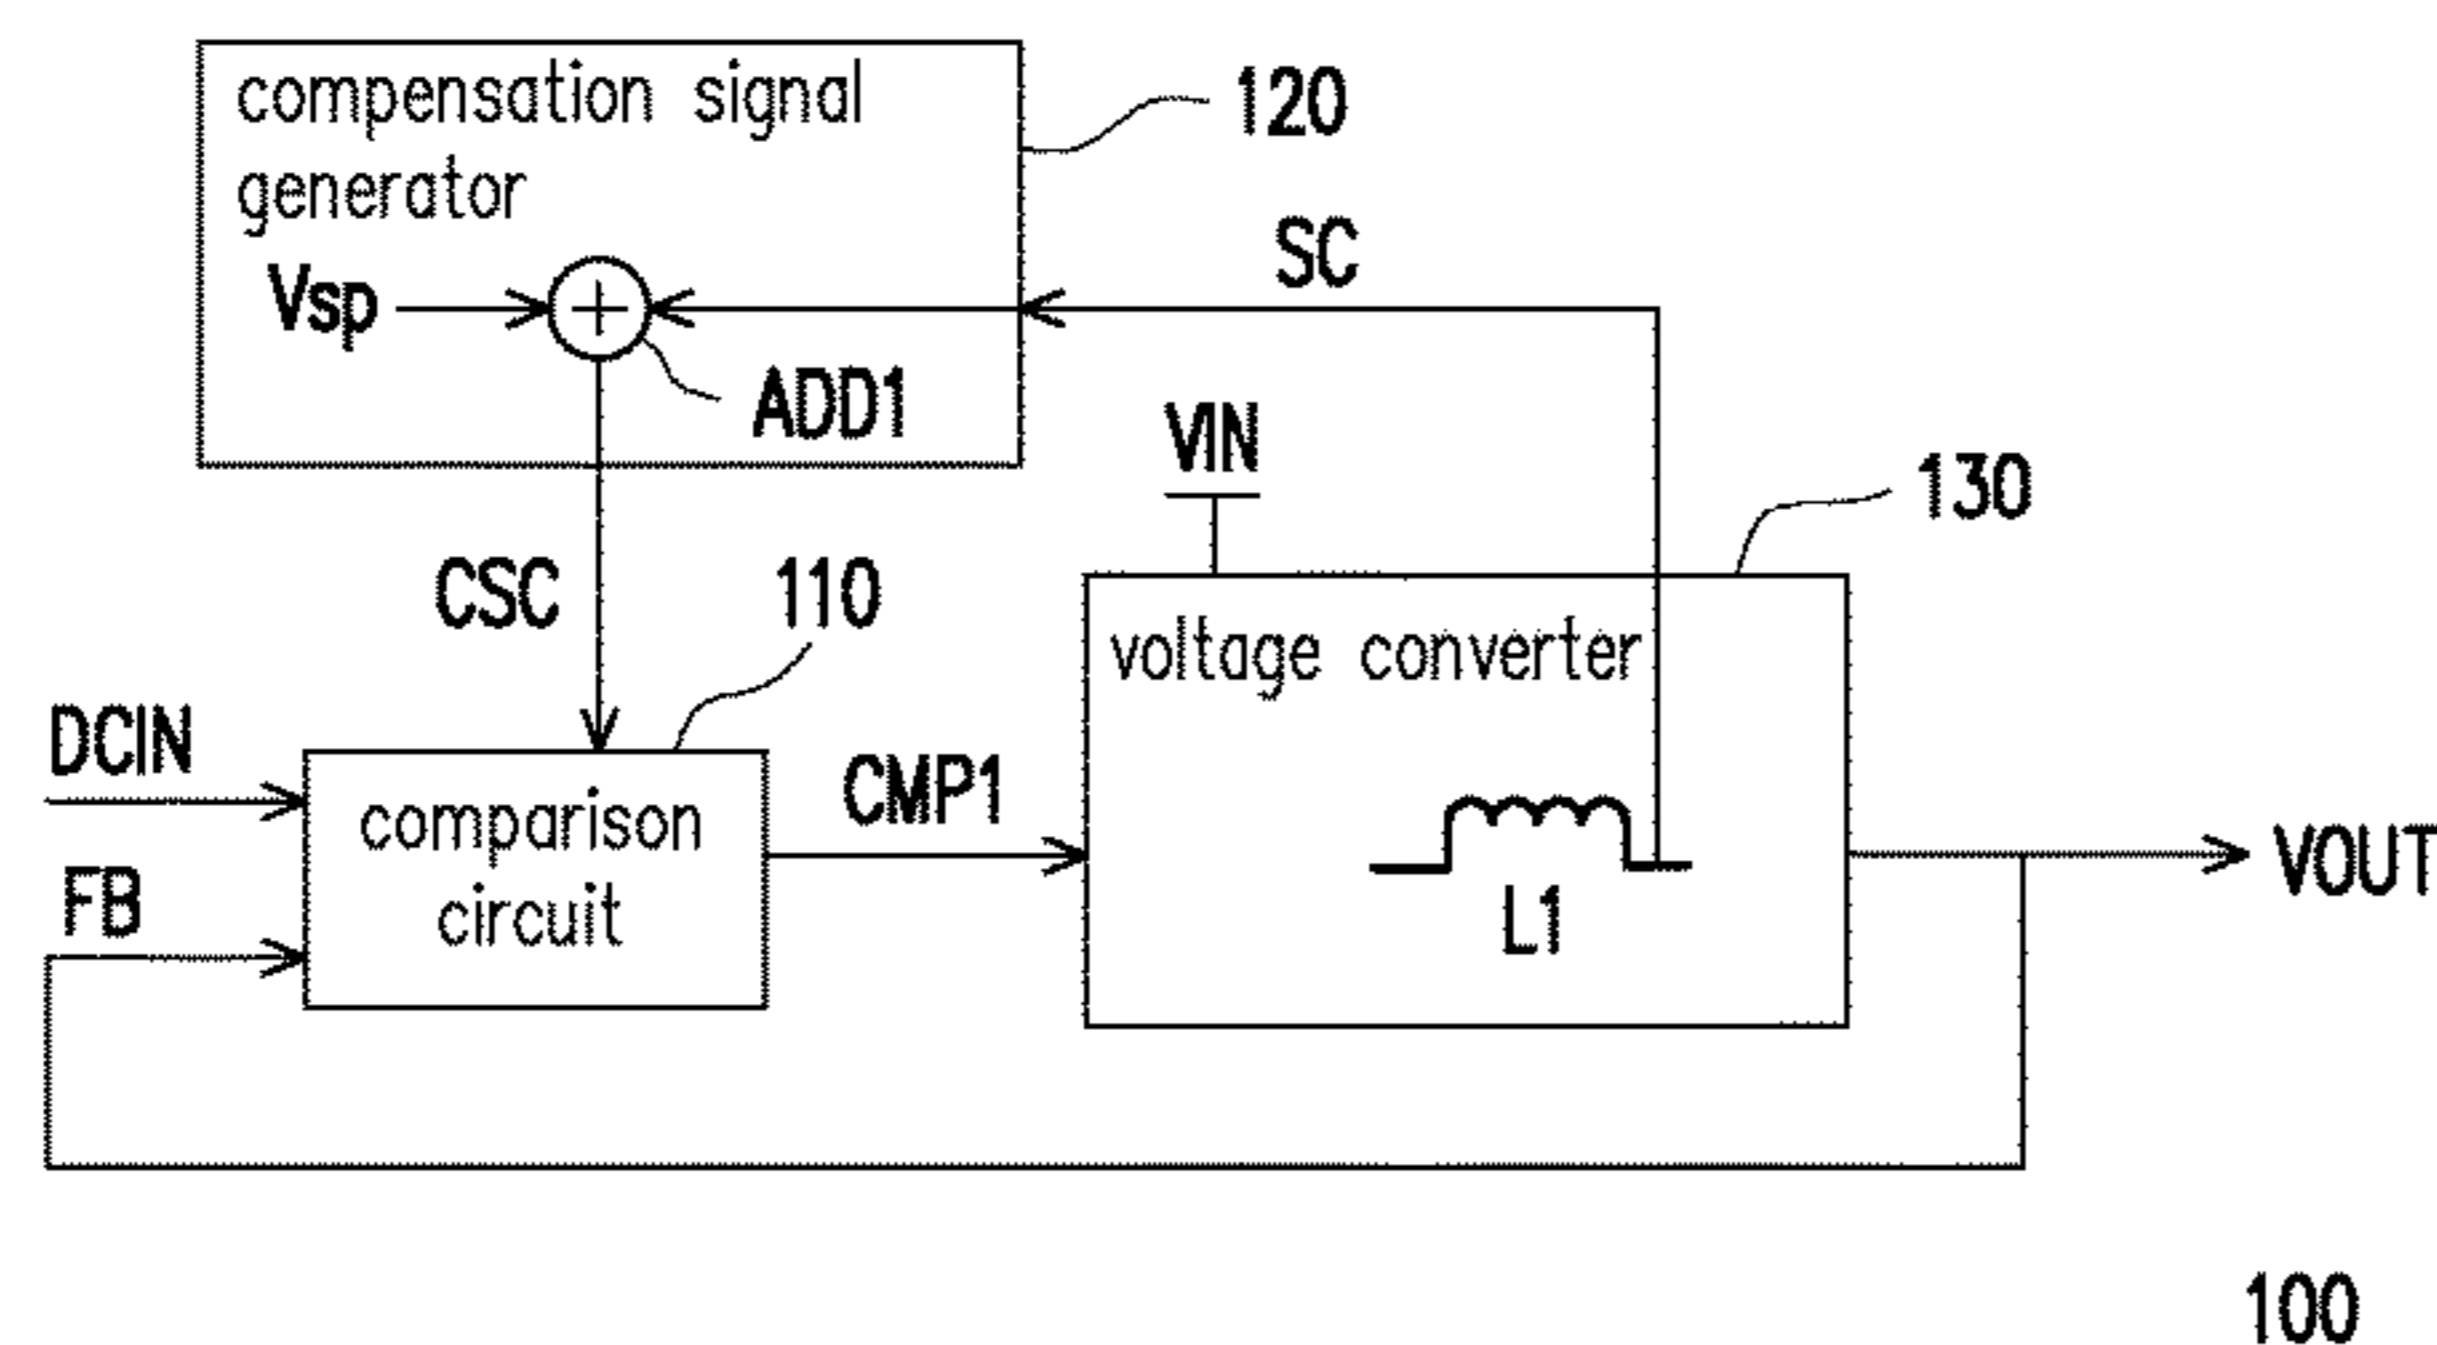 compensation signal
generator
120
SC
Vsp
ADD1
VIN
130
CSC
110
voltage converter
DCIN
CMP1
comparison
circuit
FB
L1
VOUT
100